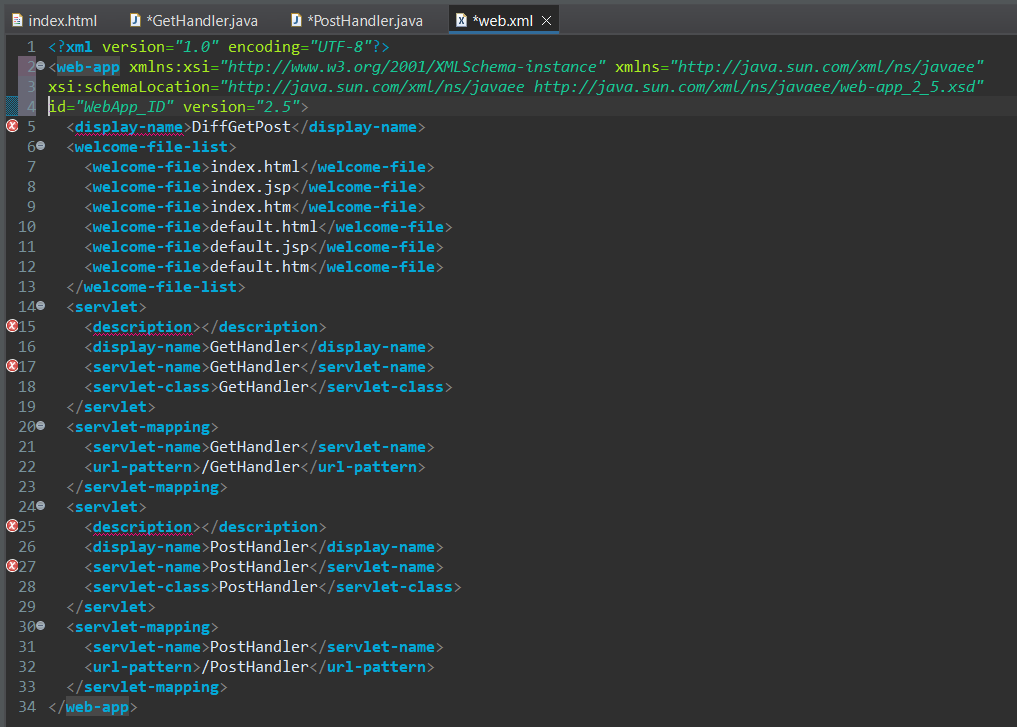 index.html *GetHandler.java *PostHandler.java *web.xml
1 <?xml version="1.0" encoding="UTF-8"?>
2 <web-app xmlns:xsi="http://www.w3.org/2001/XMLSchema-instance" xmlns="http://java.sun.com/xml/ns/javaee"
3 xsi:schemaLocation="http://java.sun.com/xml/ns/javaee http://java.sun.com/xml/ns/javaee/web-app_2_5.xsd"
4 id="WebApp_ID" version="2.5">
5   <display-name>DiffGetPost</display-name>
6   <welcome-file-list>
7     <welcome-file>index.html</welcome-file>
8     <welcome-file>index.jsp</welcome-file>
9     <welcome-file>index.htm</welcome-file>
10     <welcome-file>default.html</welcome-file>
11     <welcome-file>default.jsp</welcome-file>
12     <welcome-file>default.htm</welcome-file>
13   </welcome-file-list>
14   <servlet>
15     <description></description>
16     <display-name>GetHandler</display-name>
17     <servlet-name>GetHandler</servlet-name>
18     <servlet-class>GetHandler</servlet-class>
19   </servlet>
20   <servlet-mapping>
21     <servlet-name>GetHandler</servlet-name>
22     <url-pattern>/GetHandler</url-pattern>
23   </servlet-mapping>
24   <servlet>
25     <description></description>
26     <display-name>PostHandler</display-name>
27     <servlet-name>PostHandler</servlet-name>
28     <servlet-class>PostHandler</servlet-class>
29   </servlet>
30   <servlet-mapping>
31     <servlet-name>PostHandler</servlet-name>
32     <url-pattern>/PostHandler</url-pattern>
33   </servlet-mapping>
34 </web-app>